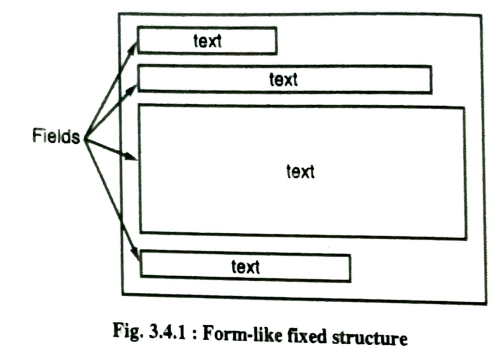 text
text
Fields
text
text
Fig. 3.4.1 : Form-like fixed structure